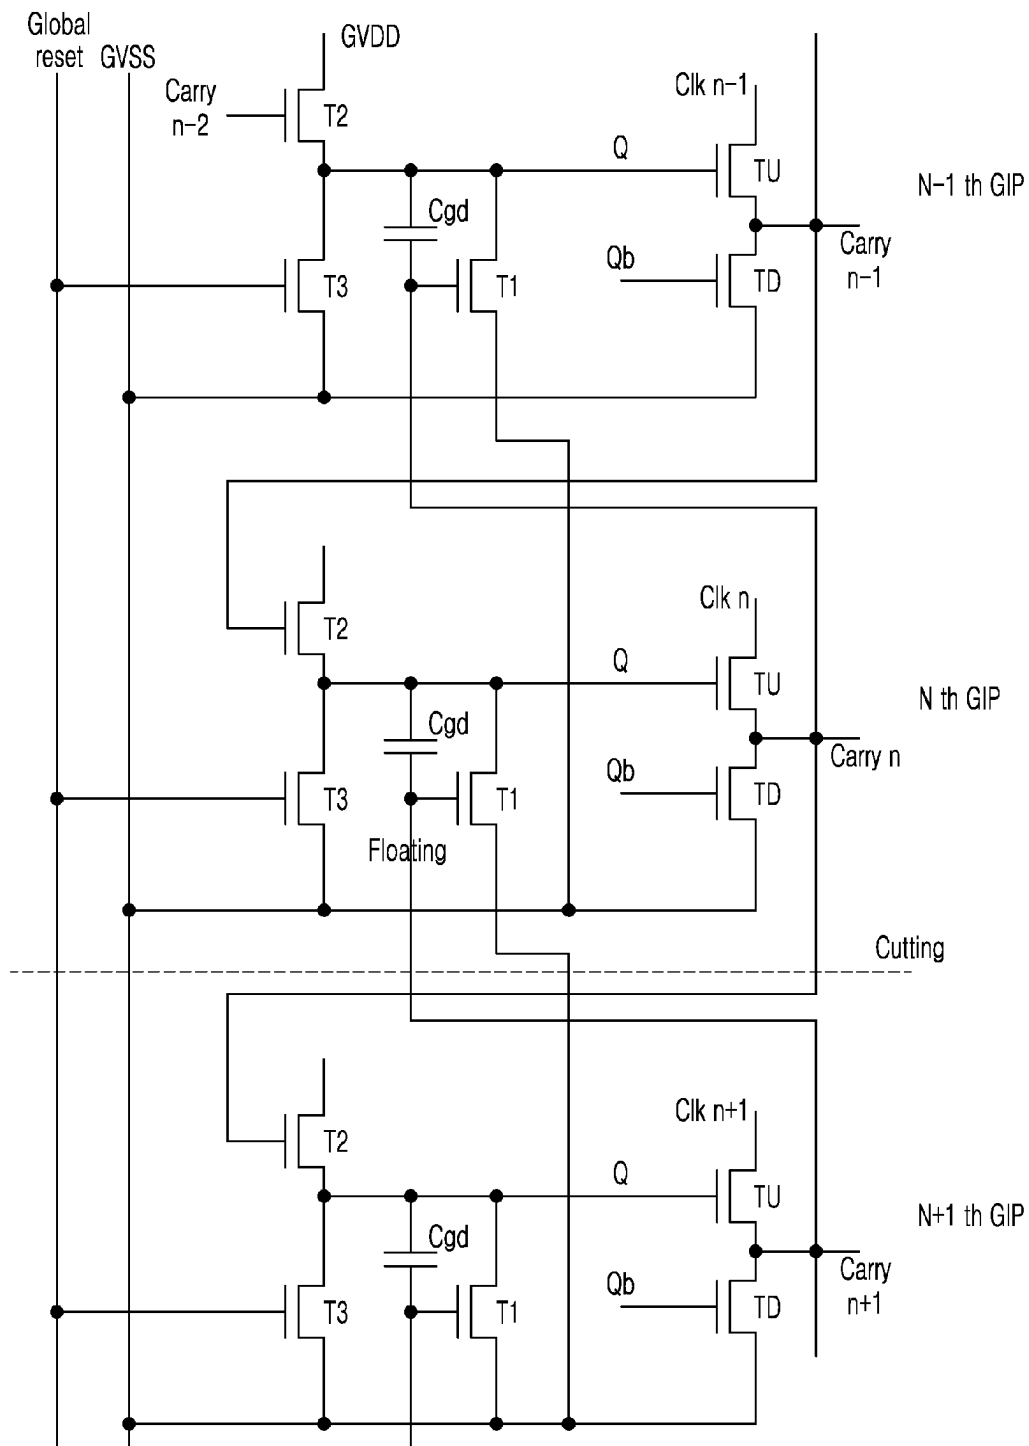 Global
reset
GVSS
GVDD
Carry
n-2
T2
Clk n-1
Q
TU
N-1 th GIP
Cgd
Carry
n-1
Qb
T3
T1
TD
T2
Clk n
Q
TU
N th GIP
Cgd
Carry n
Qb
T3
T1
TD
Floating
Cutting
T2
Clk n+1
Q
TU
N+1 th GIP
Cgd
Carry
n+1
Qb
T3
T1
TD